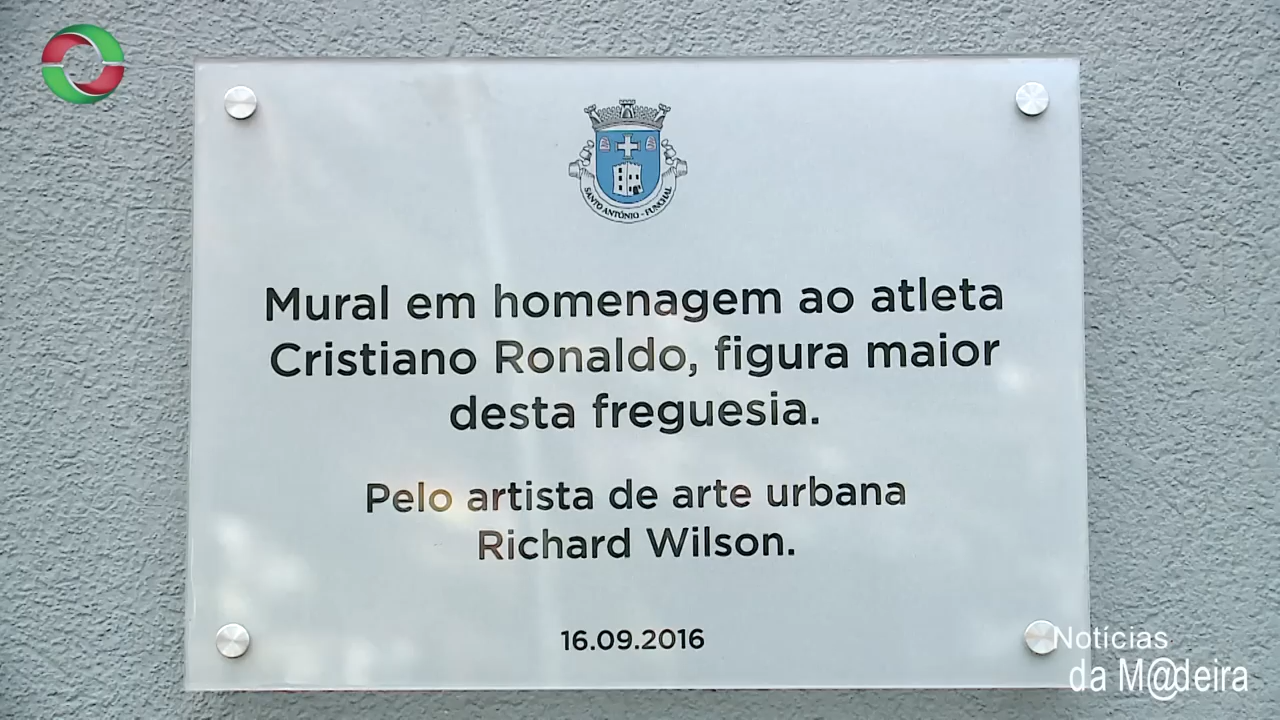 SANTO ANTÓNIO - FUNCHAL
Mural em homenagem ao atleta
Cristiano Ronaldo, figura maior
desta freguesia.
Pelo artista de arte urbana
Richard Wilson.
16.09.2016
Notícias
da M@deira